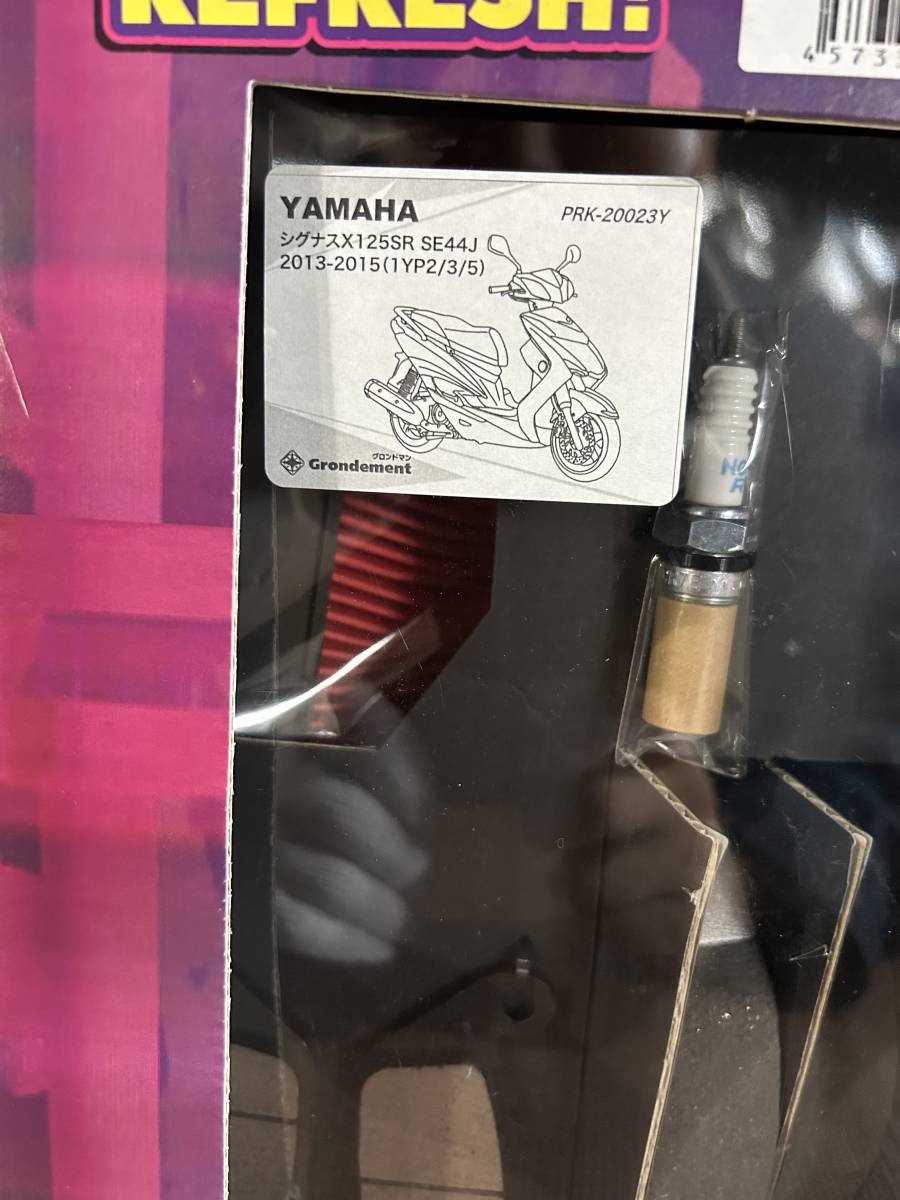 REFRESH!
4573
YAMAHA
PRK-20023Y
シグナスX125SR SE44J
2013-2015(1YP2/3/5)
グロンドマン
Grondement